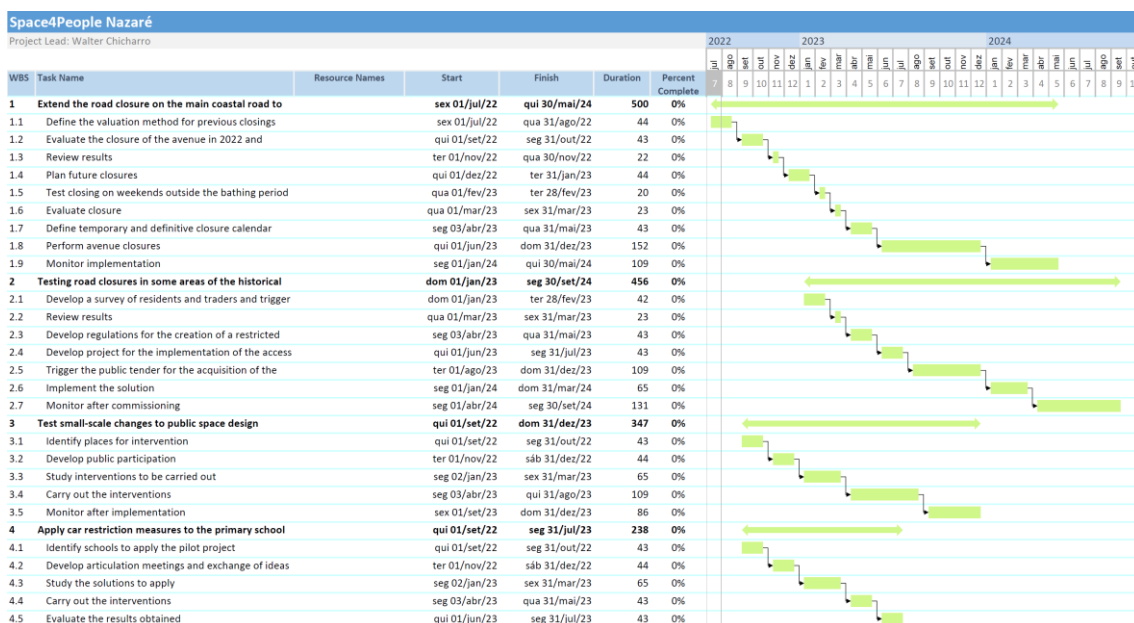 Space4People Nazaré
Project Lead: Walter Chicharro
2022 2023 2024
jul ago set out nov dez jan fev mar abr mai jun jul ago set out nov dez jan fev mar abr mai jun jul ago set out
WBS Task Name Resource Names Start Finish Duration Percent Complete 7 8 9 10 11 12 1 2 3 4 5 6 7 8 9 10 11 12 1 2 3 4 5 6 7 8 9
1 Extend the road closure on the main coastal road to sex 01/jul/22 qui 30/mai/24 500 0%
1.1 Define the valuation method for previous closings sex 01/jul/22 qua 31/ago/22 44 0%
1.2 Evaluate the closure of the avenue in 2022 and qui 01/set/22 seg 31/out/22 43 0%
1.3 Review results ter 01/nov/22 qua 30/nov/22 22 0%
1.4 Plan future closures qui 01/dez/22 ter 31/jan/23 44 0%
1.5 Test closing on weekends outside the bathing period qua 01/fev/23 ter 28/fev/23 20 0%
1.6 Evaluate closure qua 01/mar/23 sex 31/mar/23 23 0%
1.7 Define temporary and definitive closure calendar seg 03/abr/23 qua 31/mai/23 43 0%
1.8 Perform avenue closures qui 01/jun/23 dom 31/dez/23 152 0%
1.9 Monitor implementation seg 01/jan/24 qui 30/mai/24 109 0%
2 Testing road closures in some areas of the historical dom 01/jan/23 seg 30/set/24 456 0%
2.1 Develop a survey of residents and traders and trigger dom 01/jan/23 ter 28/fev/23 42 0%
2.2 Review results qua 01/mar/23 sex 31/mar/23 23 0%
2.3 Develop regulations for the creation of a restricted seg 03/abr/23 qua 31/mai/23 43 0%
2.4 Develop project for the implementation of the access qui 01/jun/23 seg 31/jul/23 43 0%
2.5 Trigger the public tender for the acquisition of the ter 01/ago/23 dom 31/dez/23 109 0%
2.6 Implement the solution seg 01/jan/24 dom 31/mar/24 65 0%
2.7 Monitor after commissioning seg 01/abr/24 seg 30/set/24 131 0%
3 Test small-scale changes to public space design qui 01/set/22 dom 31/dez/23 347 0%
3.1 Identify places for intervention qui 01/set/22 seg 31/out/22 43 0%
3.2 Develop public participation ter 01/nov/22 sáb 31/dez/22 44 0%
3.3 Study interventions to be carried out seg 02/jan/23 sex 31/mar/23 65 0%
3.4 Carry out the interventions seg 03/abr/23 qui 31/ago/23 109 0%
3.5 Monitor after implementation sex 01/set/23 dom 31/dez/23 86 0%
4 Apply car restriction measures to the primary school qui 01/set/22 seg 31/jul/23 238 0%
4.1 Identify schools to apply the pilot project qui 01/set/22 seg 31/out/22 43 0%
4.2 Develop articulation meetings and exchange of ideas ter 01/nov/22 sáb 31/dez/22 44 0%
4.3 Study the solutions to apply seg 02/jan/23 sex 31/mar/23 65 0%
4.4 Carry out the interventions seg 03/abr/23 qua 31/mai/23 43 0%
4.5 Evaluate the results obtained qui 01/jun/23 seg 31/jul/23 43 0%